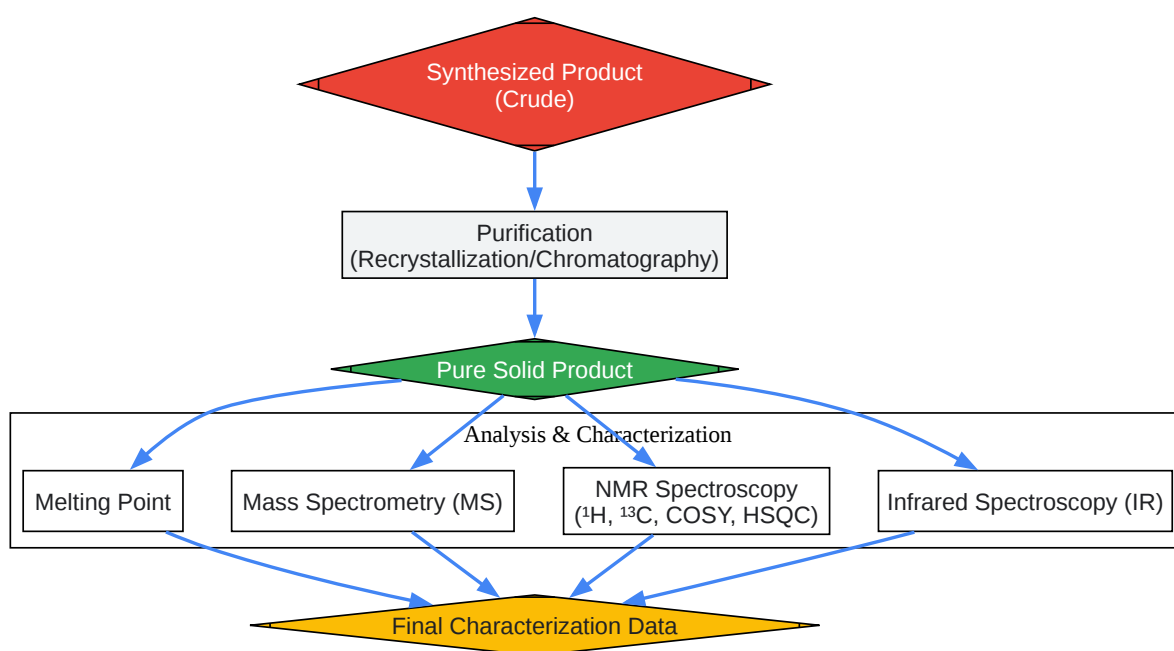 Synthesized Product
(Crude)
Purification
(Recrystallization/Chromatography)
Pure Solid Product
Analysis & Characterization
Melting Point
Mass Spectrometry (MS)
NMR Spectroscopy
(¹H, ¹³C, COSY, HSQC)
Infrared Spectroscopy (IR)
Final Characterization Data